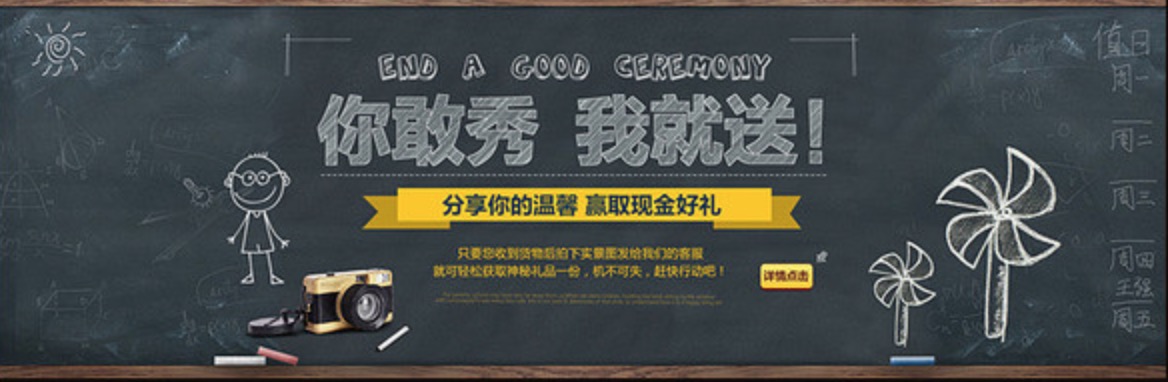 END A GOOD CEREMONY
你敢秀 我就送!
分享你的温馨 赢取现金好礼
只要您收到货物后拍下实景图发给我们的客服
就可轻松获取神秘礼品一份，机不可失，赶快行动吧！
详情点击
值日
周一
周二
周三
周四
王强
周五